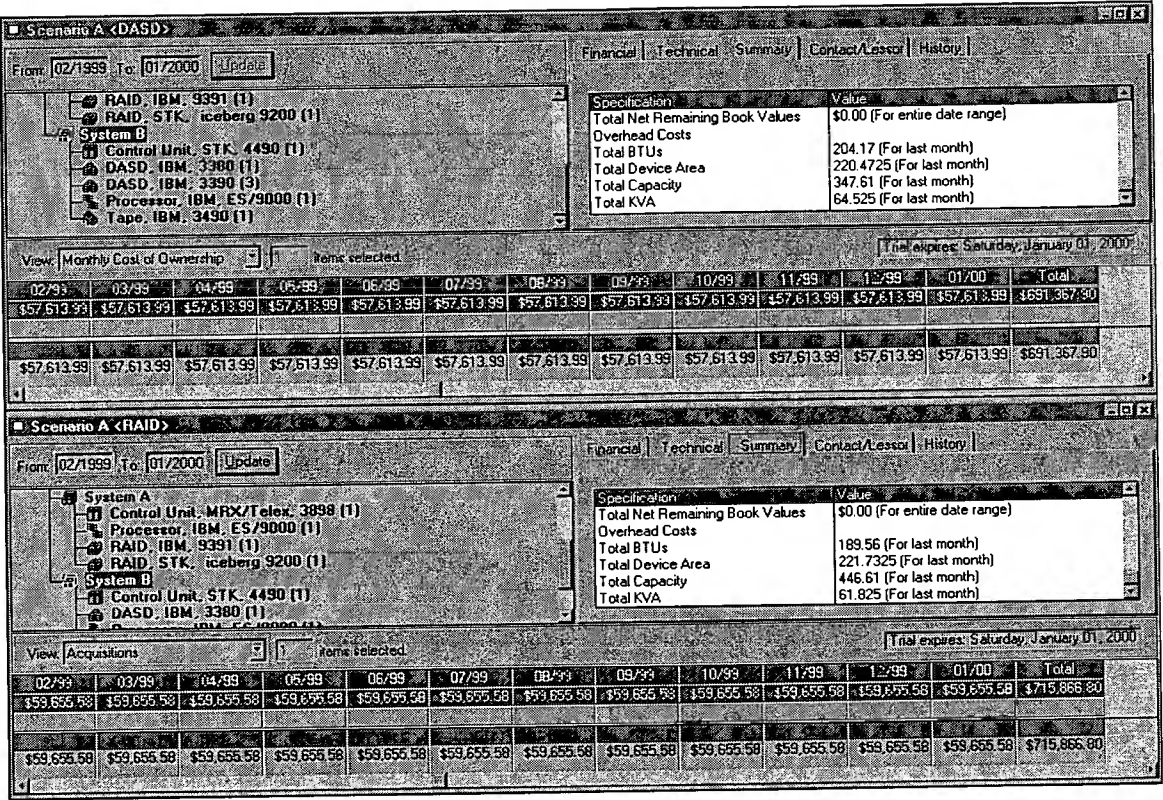 Scenario A <DASD>
From: 02/1999 To: 01/2000 Update
RAID, IBM, 9391 (1)
RAID, STK, iceberg 9200 (1)
System B
Control Unit, STK, 4490 (1)
DASD, IBM, 3380 (1)
DASD, IBM, 3390 (3)
Processor, IBM, ES/9000 (1)
Tape, IBM, 3490 (1)
Financial Technical Summary Contact/Lessor History
Specification Value
Total Net Remaining Book Values $0.00 (For entire date range)
Overhead Costs
Total BTUs 204.17 (For last month)
Total Device Area 220.4725 (For last month)
Total Capacity 347.61 (For last month)
Total KVA 64.525 (For last month)
View: Monthly Cost of Ownership 1 items selected. Trial expires: Saturday, January 01, 2000
02/99 03/99 04/99 05/99 06/99 07/99 08/99 09/99 10/99 11/99 12/99 01/00 Total
$57,613.99 $57,613.99 $57,613.99 $57,613.99 $57,613.99 $57,613.99 $57,613.99 $57,613.99 $57,613.99 $57,613.99 $57,613.99 $57,613.99 $691,367.90
$57,613.99 $57,613.99 $57,613.99 $57,613.99 $57,613.99 $57,613.99 $57,613.99 $57,613.99 $57,613.99 $57,613.99 $57,613.99 $57,613.99 $691,367.90
Scenario A <RAID>
From: 02/1999 To: 01/2000 Update
System A
Control Unit, MRX/Telex, 3898 (1)
Processor, IBM, ES/9000 (1)
RAID, IBM, 9391 (1)
RAID, STK, iceberg 9200 (1)
System B
Control Unit, STK, 4490 (1)
DASD, IBM, 3380 (1)
Financial Technical Summary Contact/Lessor History
Specification Value
Total Net Remaining Book Values $0.00 (For entire date range)
Overhead Costs
Total BTUs 189.56 (For last month)
Total Device Area 221.7325 (For last month)
Total Capacity 446.61 (For last month)
Total KVA 61.825 (For last month)
View: Acquisitions 1 items selected. Trial expires: Saturday, January 01, 2000
02/99 03/99 04/99 05/99 06/99 07/99 08/99 09/99 10/99 11/99 12/99 01/00 Total
$59,655.58 $59,655.58 $59,655.58 $59,655.58 $59,655.58 $59,655.58 $59,655.58 $59,655.58 $59,655.58 $59,655.58 $59,655.58 $59,655.58 $715,866.80
$59,655.58 $59,655.58 $59,655.58 $59,655.58 $59,655.58 $59,655.58 $59,655.58 $59,655.58 $59,655.58 $59,655.58 $59,655.58 $59,655.58 $715,866.80